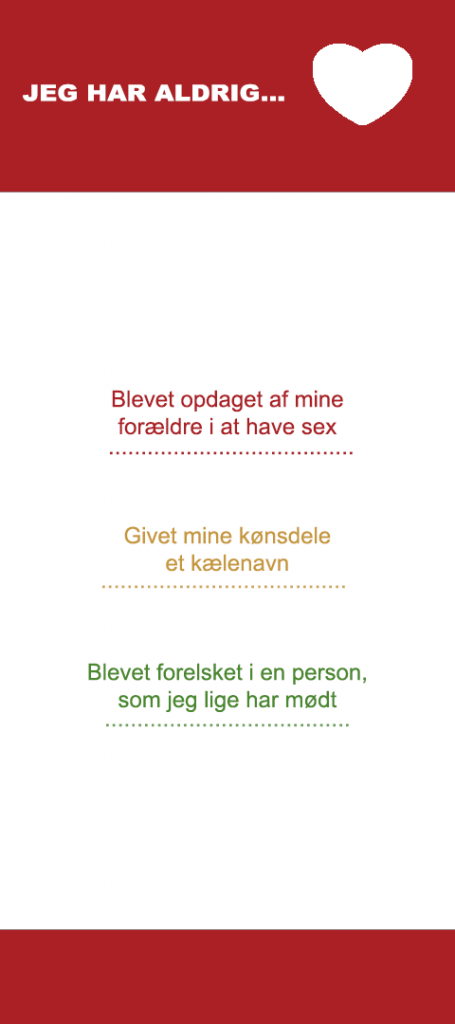 JEG HAR ALDRIG...
Blevet opdaget af mine
forældre i at have sex
Givet mine kønsdele
et kælenavn
Blevet forelsket i en person,
som jeg lige har mødt